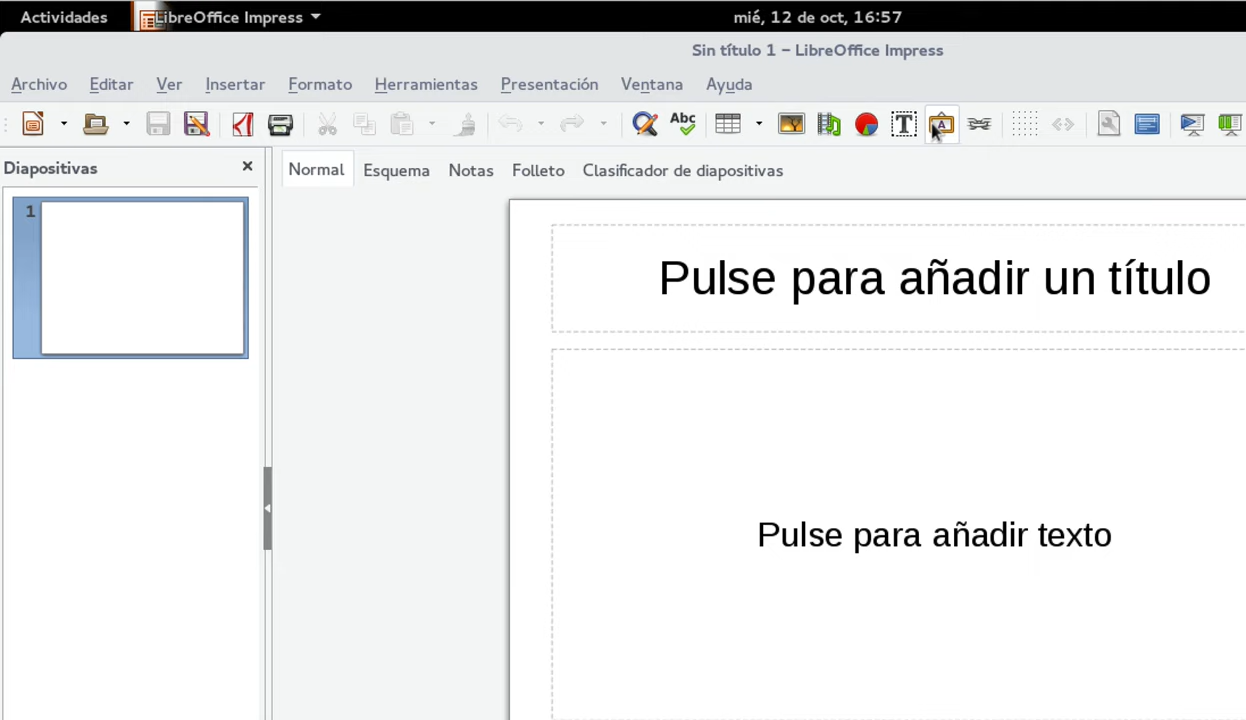 Actividades LibreOffice Impress mié, 12 de oct, 16:57
Sin título 1 – LibreOffice Impress
Archivo Editar Ver Insertar Formato Herramientas Presentación Ventana Ayuda
Abc T A
Diapositivas
Normal Esquema Notas Folleto Clasificador de diapositivas
1
Pulse para añadir un título
Pulse para añadir texto